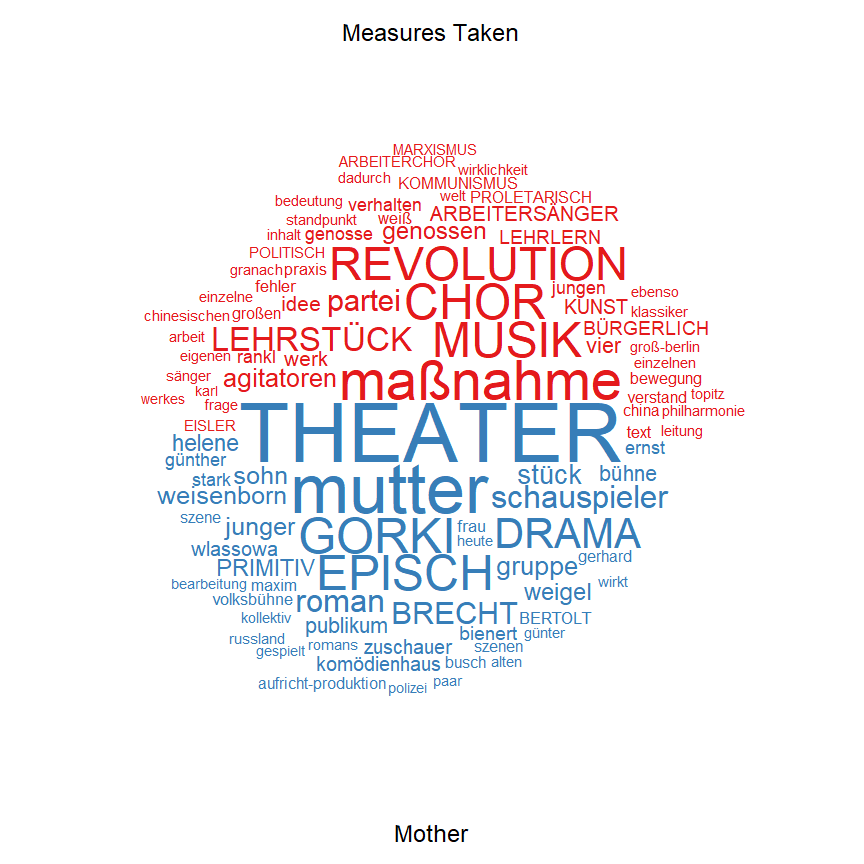 Measures Taken
MARXISMUS
ARBEITERCHOR wirklichkeit
dadurch KOMMUNISMUS
bedeutung verhalten welt PROLETARISCH
standpunkt weiß ARBEITERSÄNGER
inhalt genosse genossen LEHRLERN
POLITISCH REVOLUTION
granach praxis
fehler jungen ebenso
einzelne idee partei CHOR KUNST klassiker
chinesischen großen
arbeit LEHRSTÜCK MUSIK BÜRGERLICH
eigenen rankl werk vier groß-berlin
einzelnen
sänger agitatoren maßnahme bewegung
werkes karl verstand topitz
frage china philharmonie
EISLER THEATER text leitung
helene ernst
günther
stark sohn mutter stück bühne
weisenborn schauspieler
szene junger GORKI frau DRAMA
wlassowa heute
PRIMITIV EPISCH gruppe gerhard
bearbeitung maxim weigel wirkt
volksbühne roman BRECHT
kollektiv publikum BERTOLT
russland bienert günter
gespielt romans zuschauer szenen
komödienhaus busch alten
aufricht-produktion polizei paar
Mother